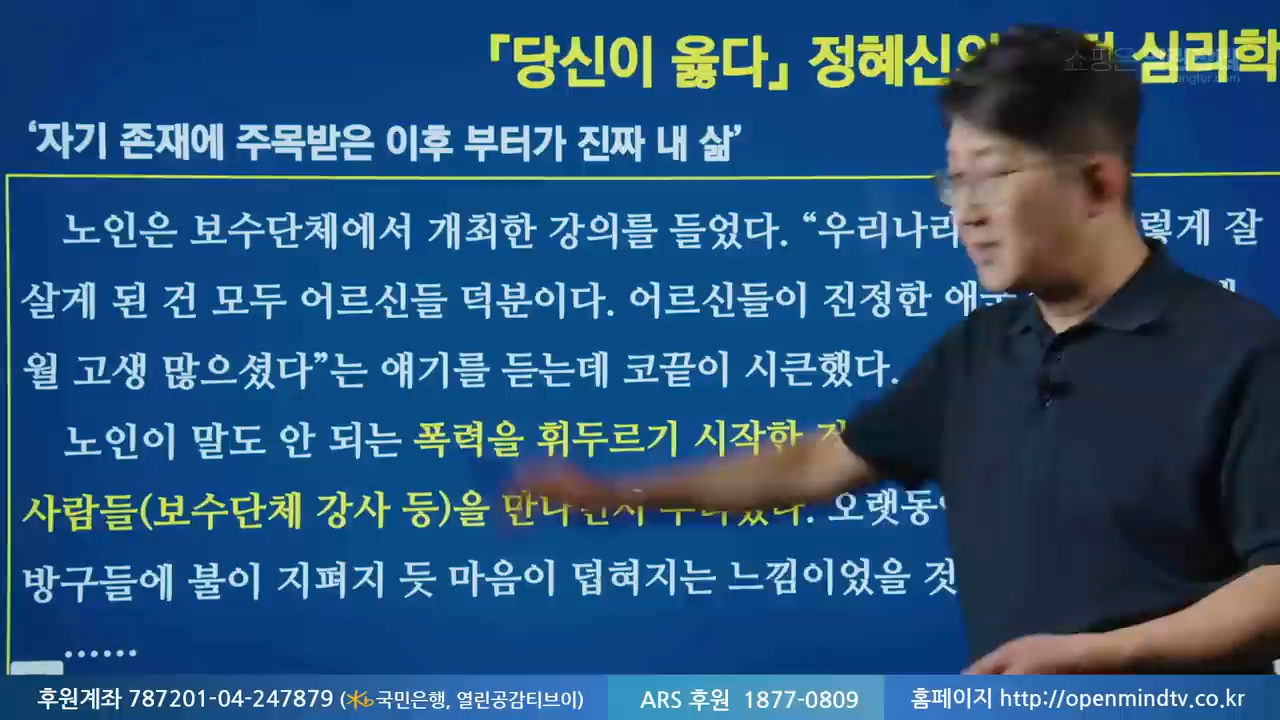 「당신이 옳다」 정혜신의 심리학
‘자기 존재에 주목받은 이후 부터가 진짜 내 삶’
노인은 보수단체에서 개최한 강의를 들었다. “우리나라 렇게 잘
살게 된 건 모두 어르신들 덕분이다. 어르신들이 진정한
월 고생 많으셨다”는 얘기를 듣는데 코끝이 시큰했다.
노인이 말도 안 되는 폭력을 휘두르기 시작한
사람들(보수단체 강사 등)을
방구들에 불이 지펴지 듯 마음이 덥혀지는 느낌이었을 것
......
후원계좌 787201-04-247879 (국민은행, 열린공감티브이)
ARS 후원 1877-0809
홈페이지 http://openmindtv.co.kr